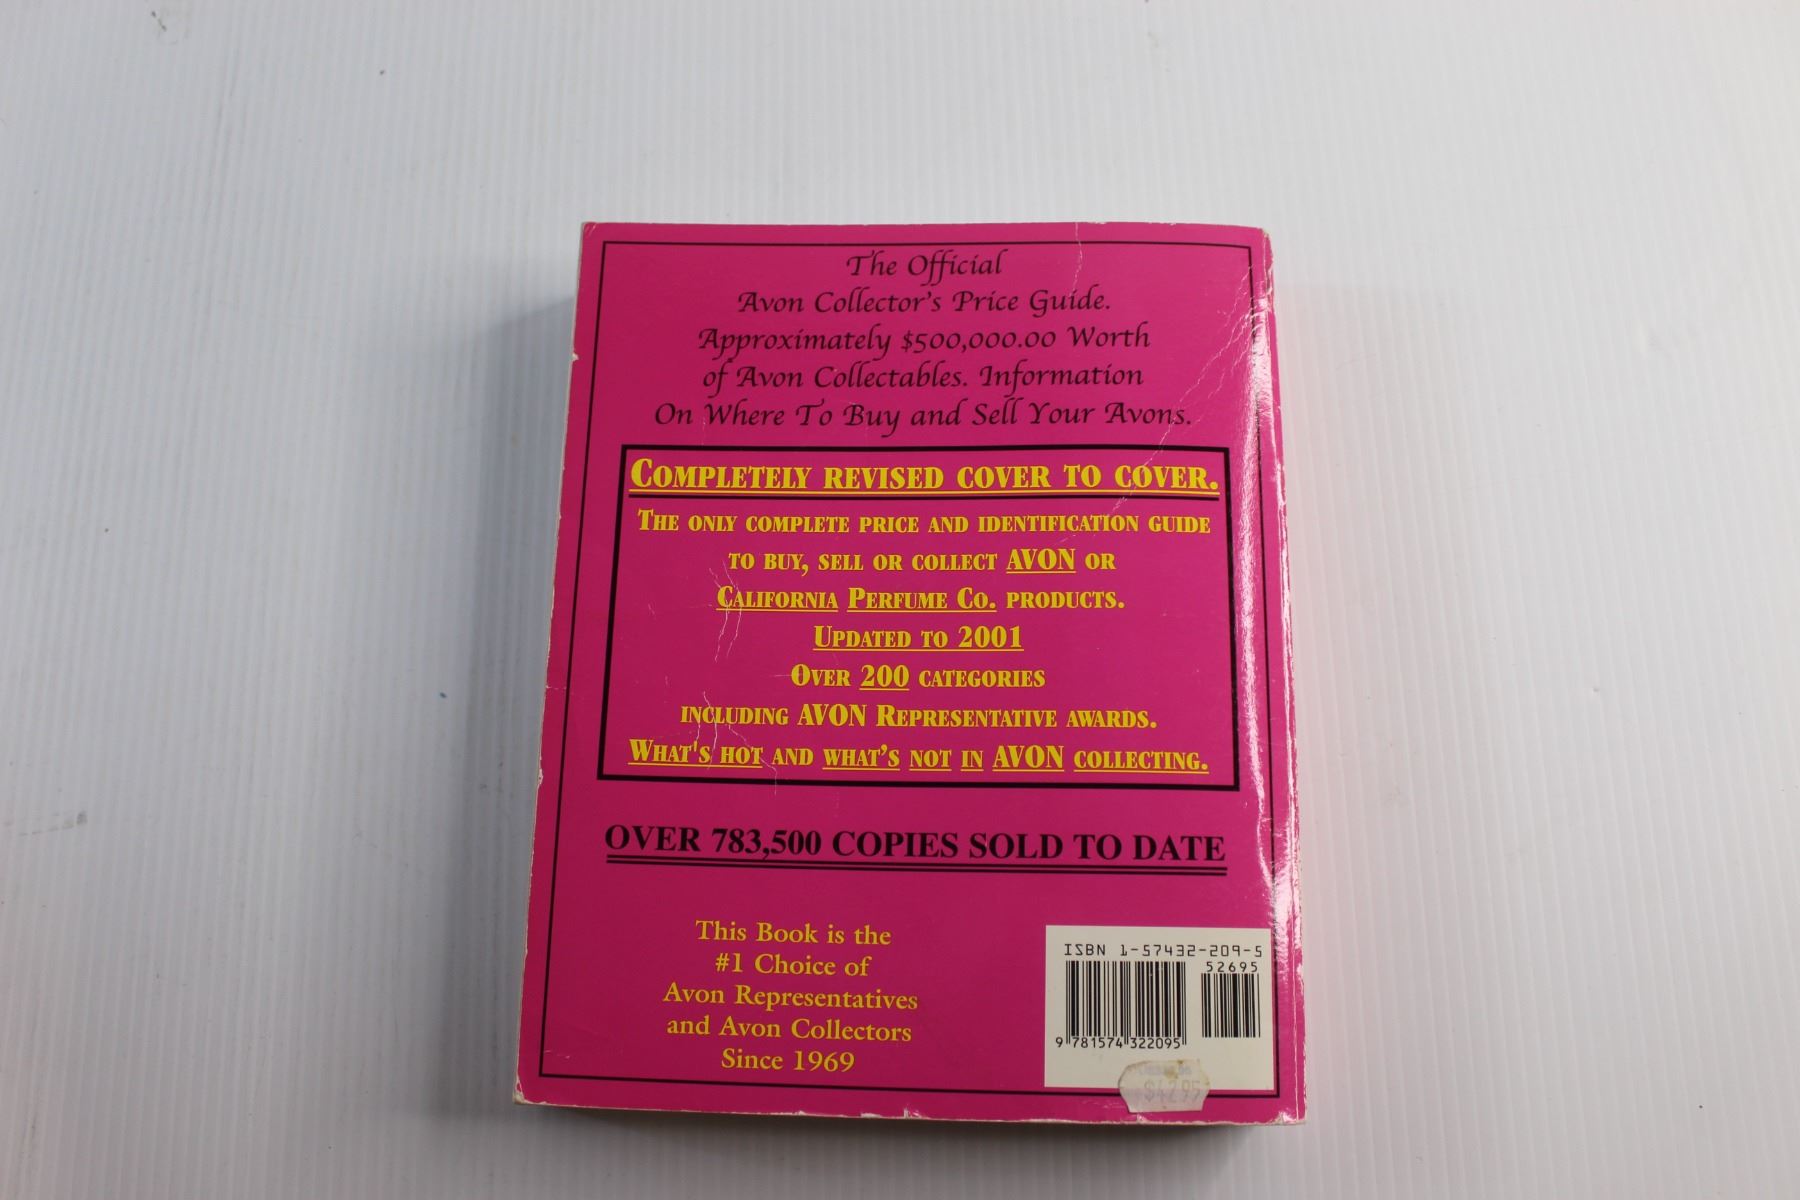 The Official
Avon Collector's Price Guide.
Approximately $500,000.00 Worth
of Avon Collectables. Information
On Where To Buy and Sell Your Avons.
COMPLETELY REVISED COVER TO COVER.
THE ONLY COMPLETE PRICE AND IDENTIFICATION GUIDE
TO BUY, SELL OR COLLECT AVON OR
CALIFORNIA PERFUME CO. PRODUCTS.
UPDATED TO 2001
OVER 200 CATEGORIES
INCLUDING AVON REPRESENTATIVE AWARDS.
WHAT'S HOT AND WHAT'S NOT IN AVON COLLECTING.
OVER 783,500 COPIES SOLD TO DATE
This Book is the
#1 Choice of
Avon Representatives
and Avon Collectors
Since 1969
ISBN 1-57432-209-5
52695
9 781574 322095
$42.95